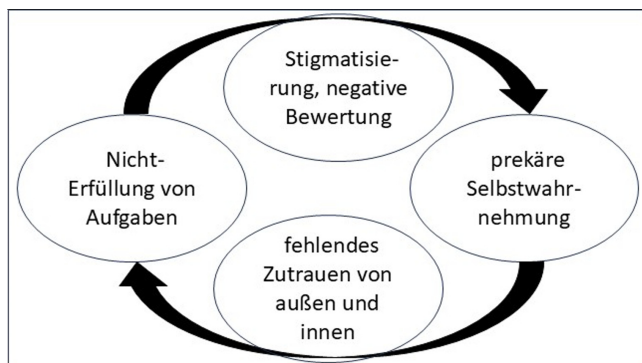 Stigmatisie-
rung, negative
Bewertung
Nicht-
Erfüllung von
Aufgaben
prekäre
Selbstwahr-
nehmung
fehlendes
Zutrauen von
außen und
innen